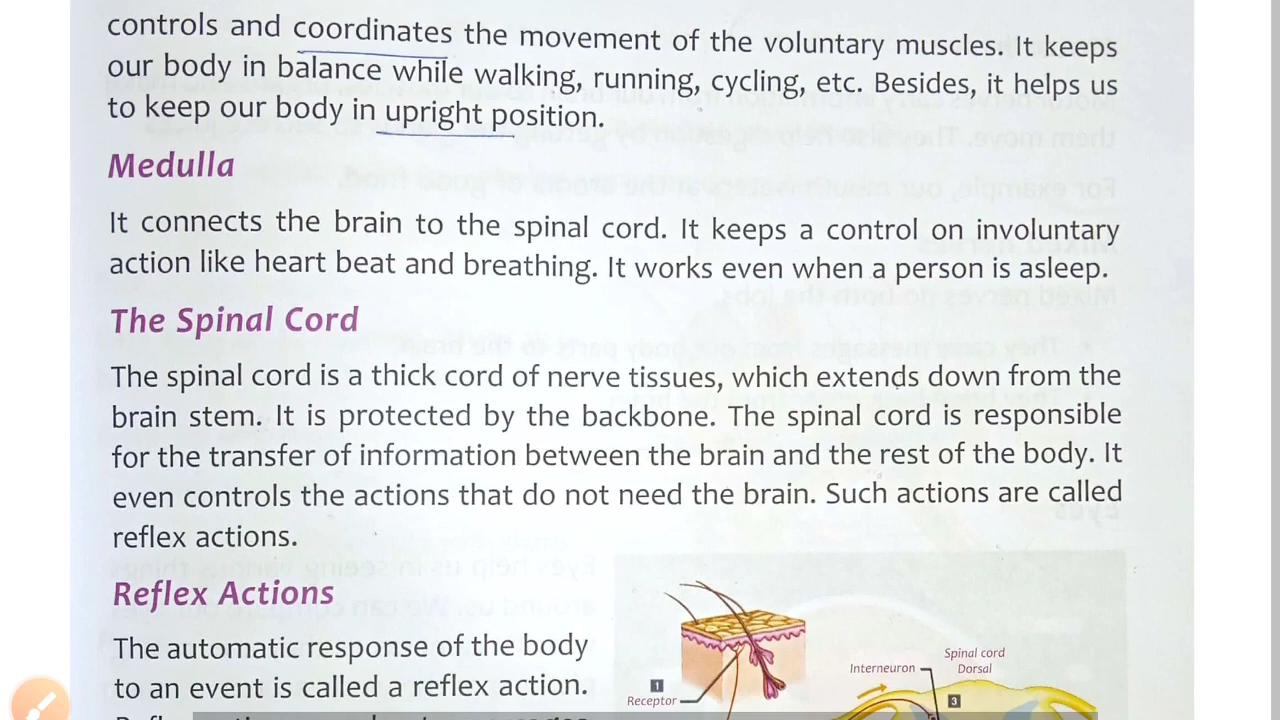 controls and coordinates the movement of the voluntary muscles. It keeps
our body in balance while walking, running, cycling, etc. Besides, it helps us
to keep our body in upright position.
Medulla
It connects the brain to the spinal cord. It keeps a control on involuntary
action like heart beat and breathing. It works even when a person is asleep.
The Spinal Cord
The spinal cord is a thick cord of nerve tissues, which extends down from the
brain stem. It is protected by the backbone. The spinal cord is responsible
for the transfer of information between the brain and the rest of the body. It
even controls the actions that do not need the brain. Such actions are called
reflex actions.
Reflex Actions
The automatic response of the body
to an event is called a reflex action.
1
Receptor
Interneuron
Spinal cord
Dorsal
3